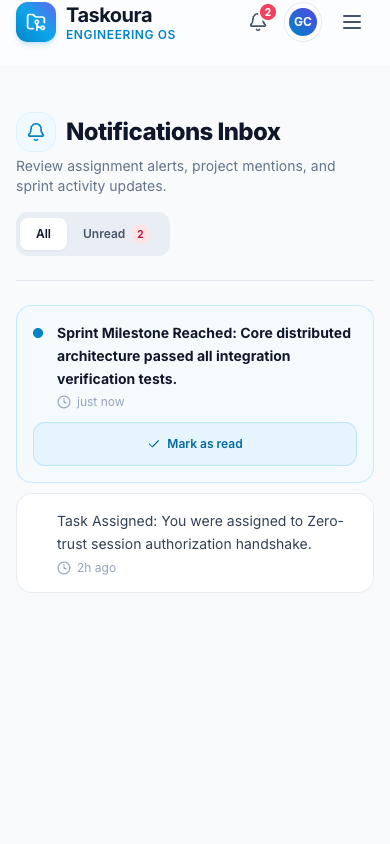 Taskoura
ENGINEERING OS
2
GC
Notifications Inbox
Review assignment alerts, project mentions, and
sprint activity updates.
All
Unread 2
Sprint Milestone Reached: Core distributed
architecture passed all integration
verification tests.
just now
Mark as read
Task Assigned: You were assigned to Zero-
trust session authorization handshake.
2h ago